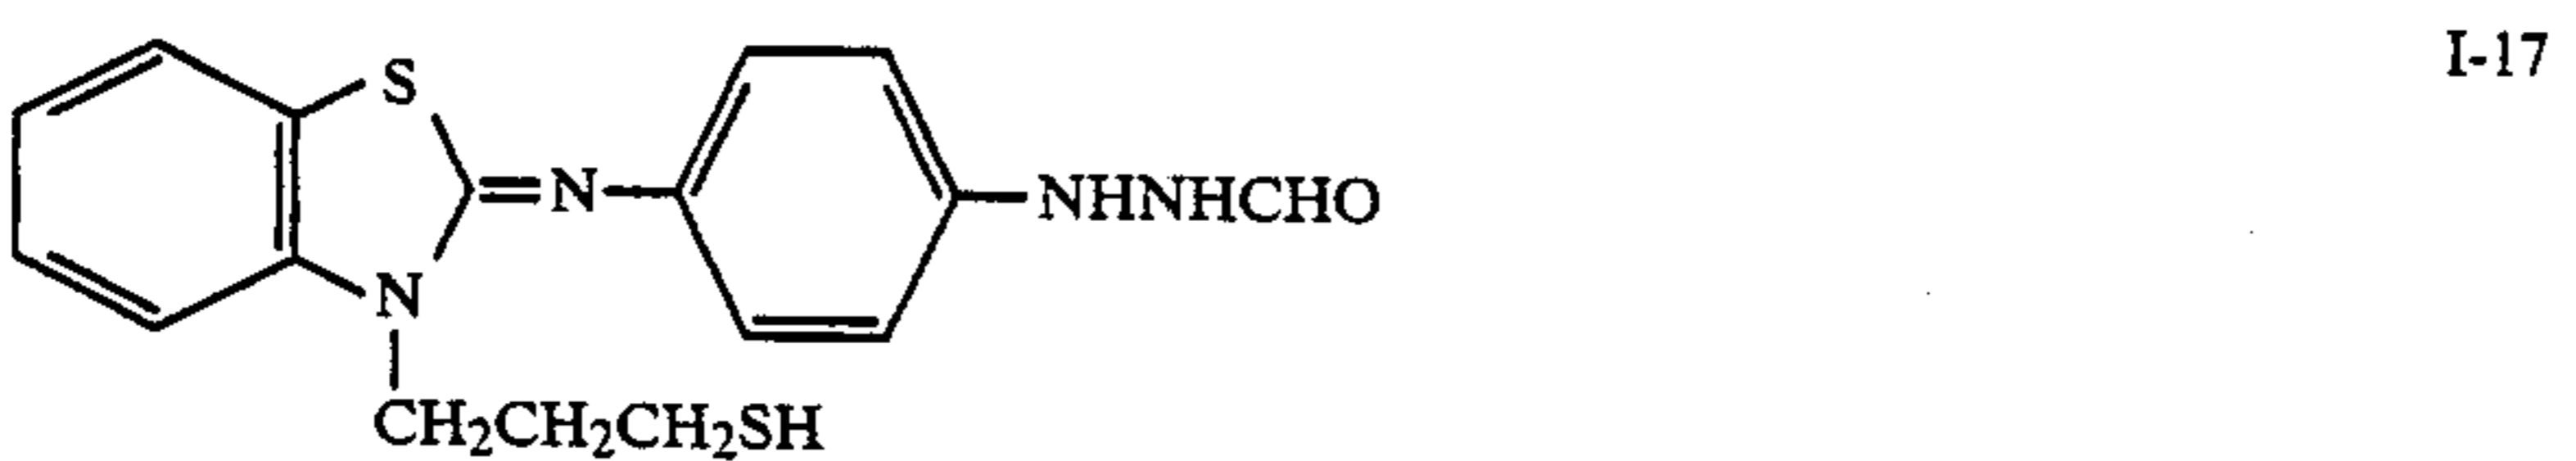 I-17
S
N
NHNHCHO
N
CH₂CH₂CH₂SH